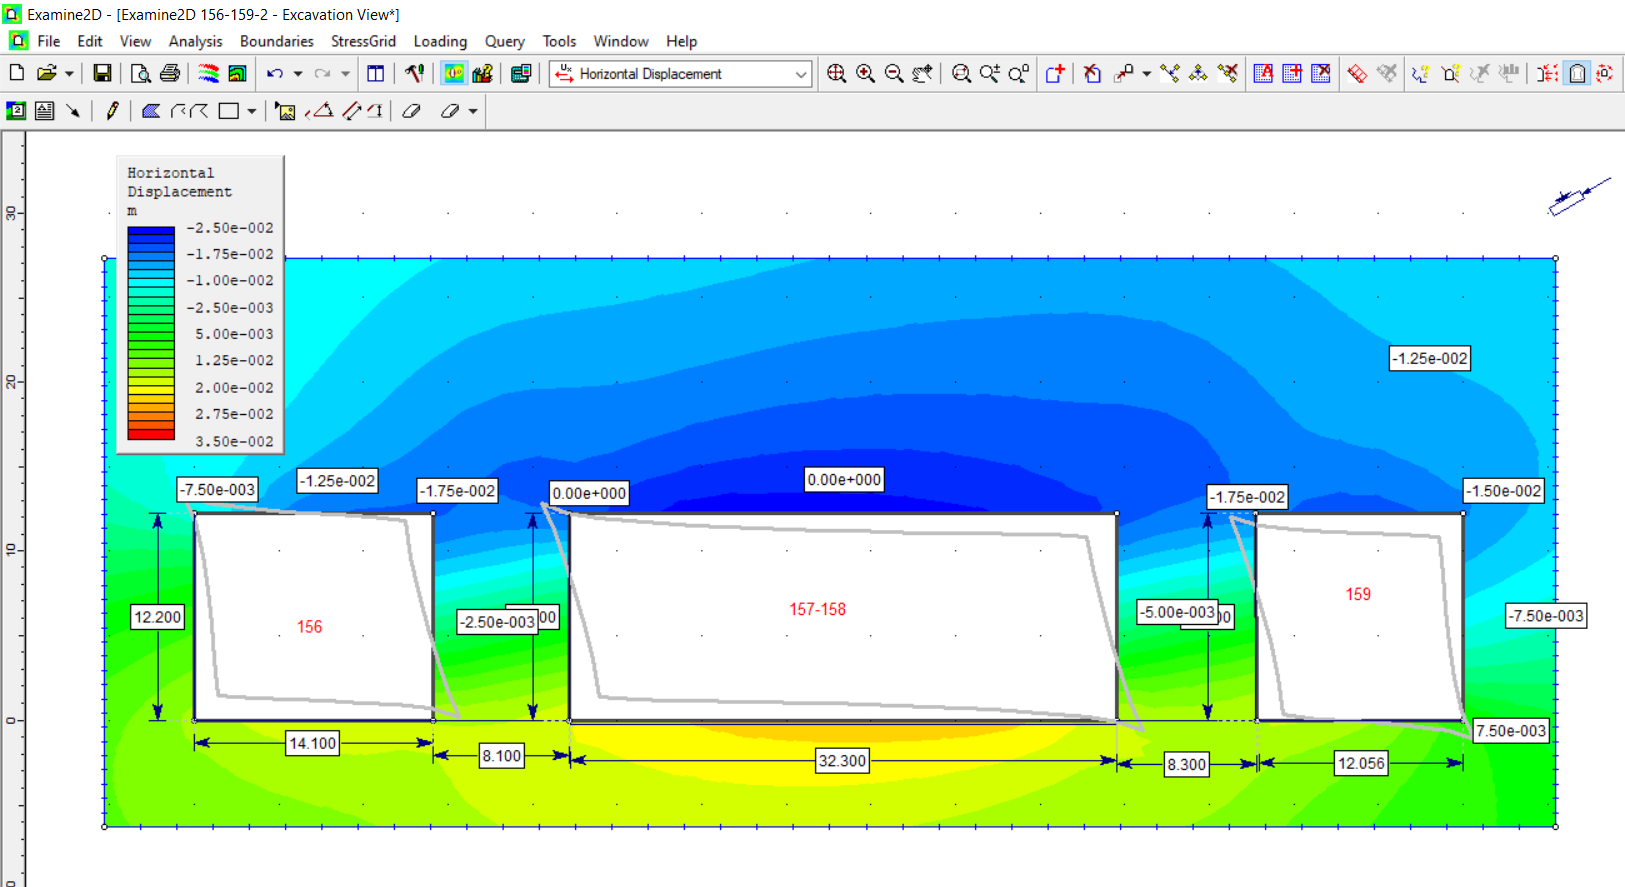 Examine2D - [Examine2D 156-159-2 - Excavation View*]
File Edit View Analysis Boundaries StressGrid Loading Query Tools Window Help
Ux Horizontal Displacement
2
30
20
10
0
0
Horizontal
Displacement
m
-2.50e-002
-1.75e-002
-1.00e-002
-2.50e-003
5.00e-003
1.25e-002
2.00e-002
2.75e-002
3.50e-002
-1.25e-002
-7.50e-003
-1.25e-002
-1.75e-002
0.00e+000
0.00e+000
-1.75e-002
-1.50e-002
12.200
156
-2.50e-003
00
157-158
-5.00e-003
00
159
-7.50e-003
7.50e-003
14.100
8.100
32.300
8.300
12.056